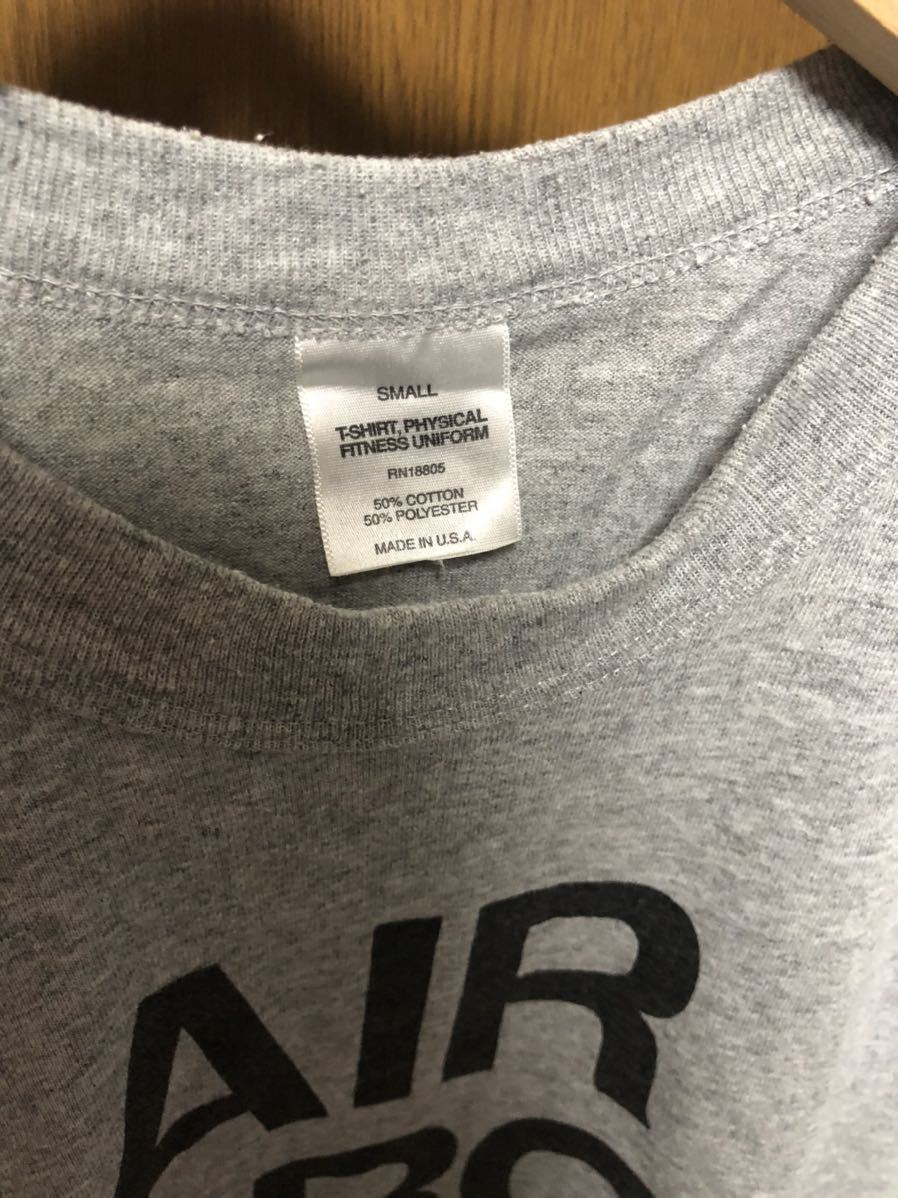 SMALL
T-SHIRT, PHYSICAL
FITNESS UNIFORM
RN18805
50% COTTON
50% POLYESTER
MADE IN U.S.A.
AIR